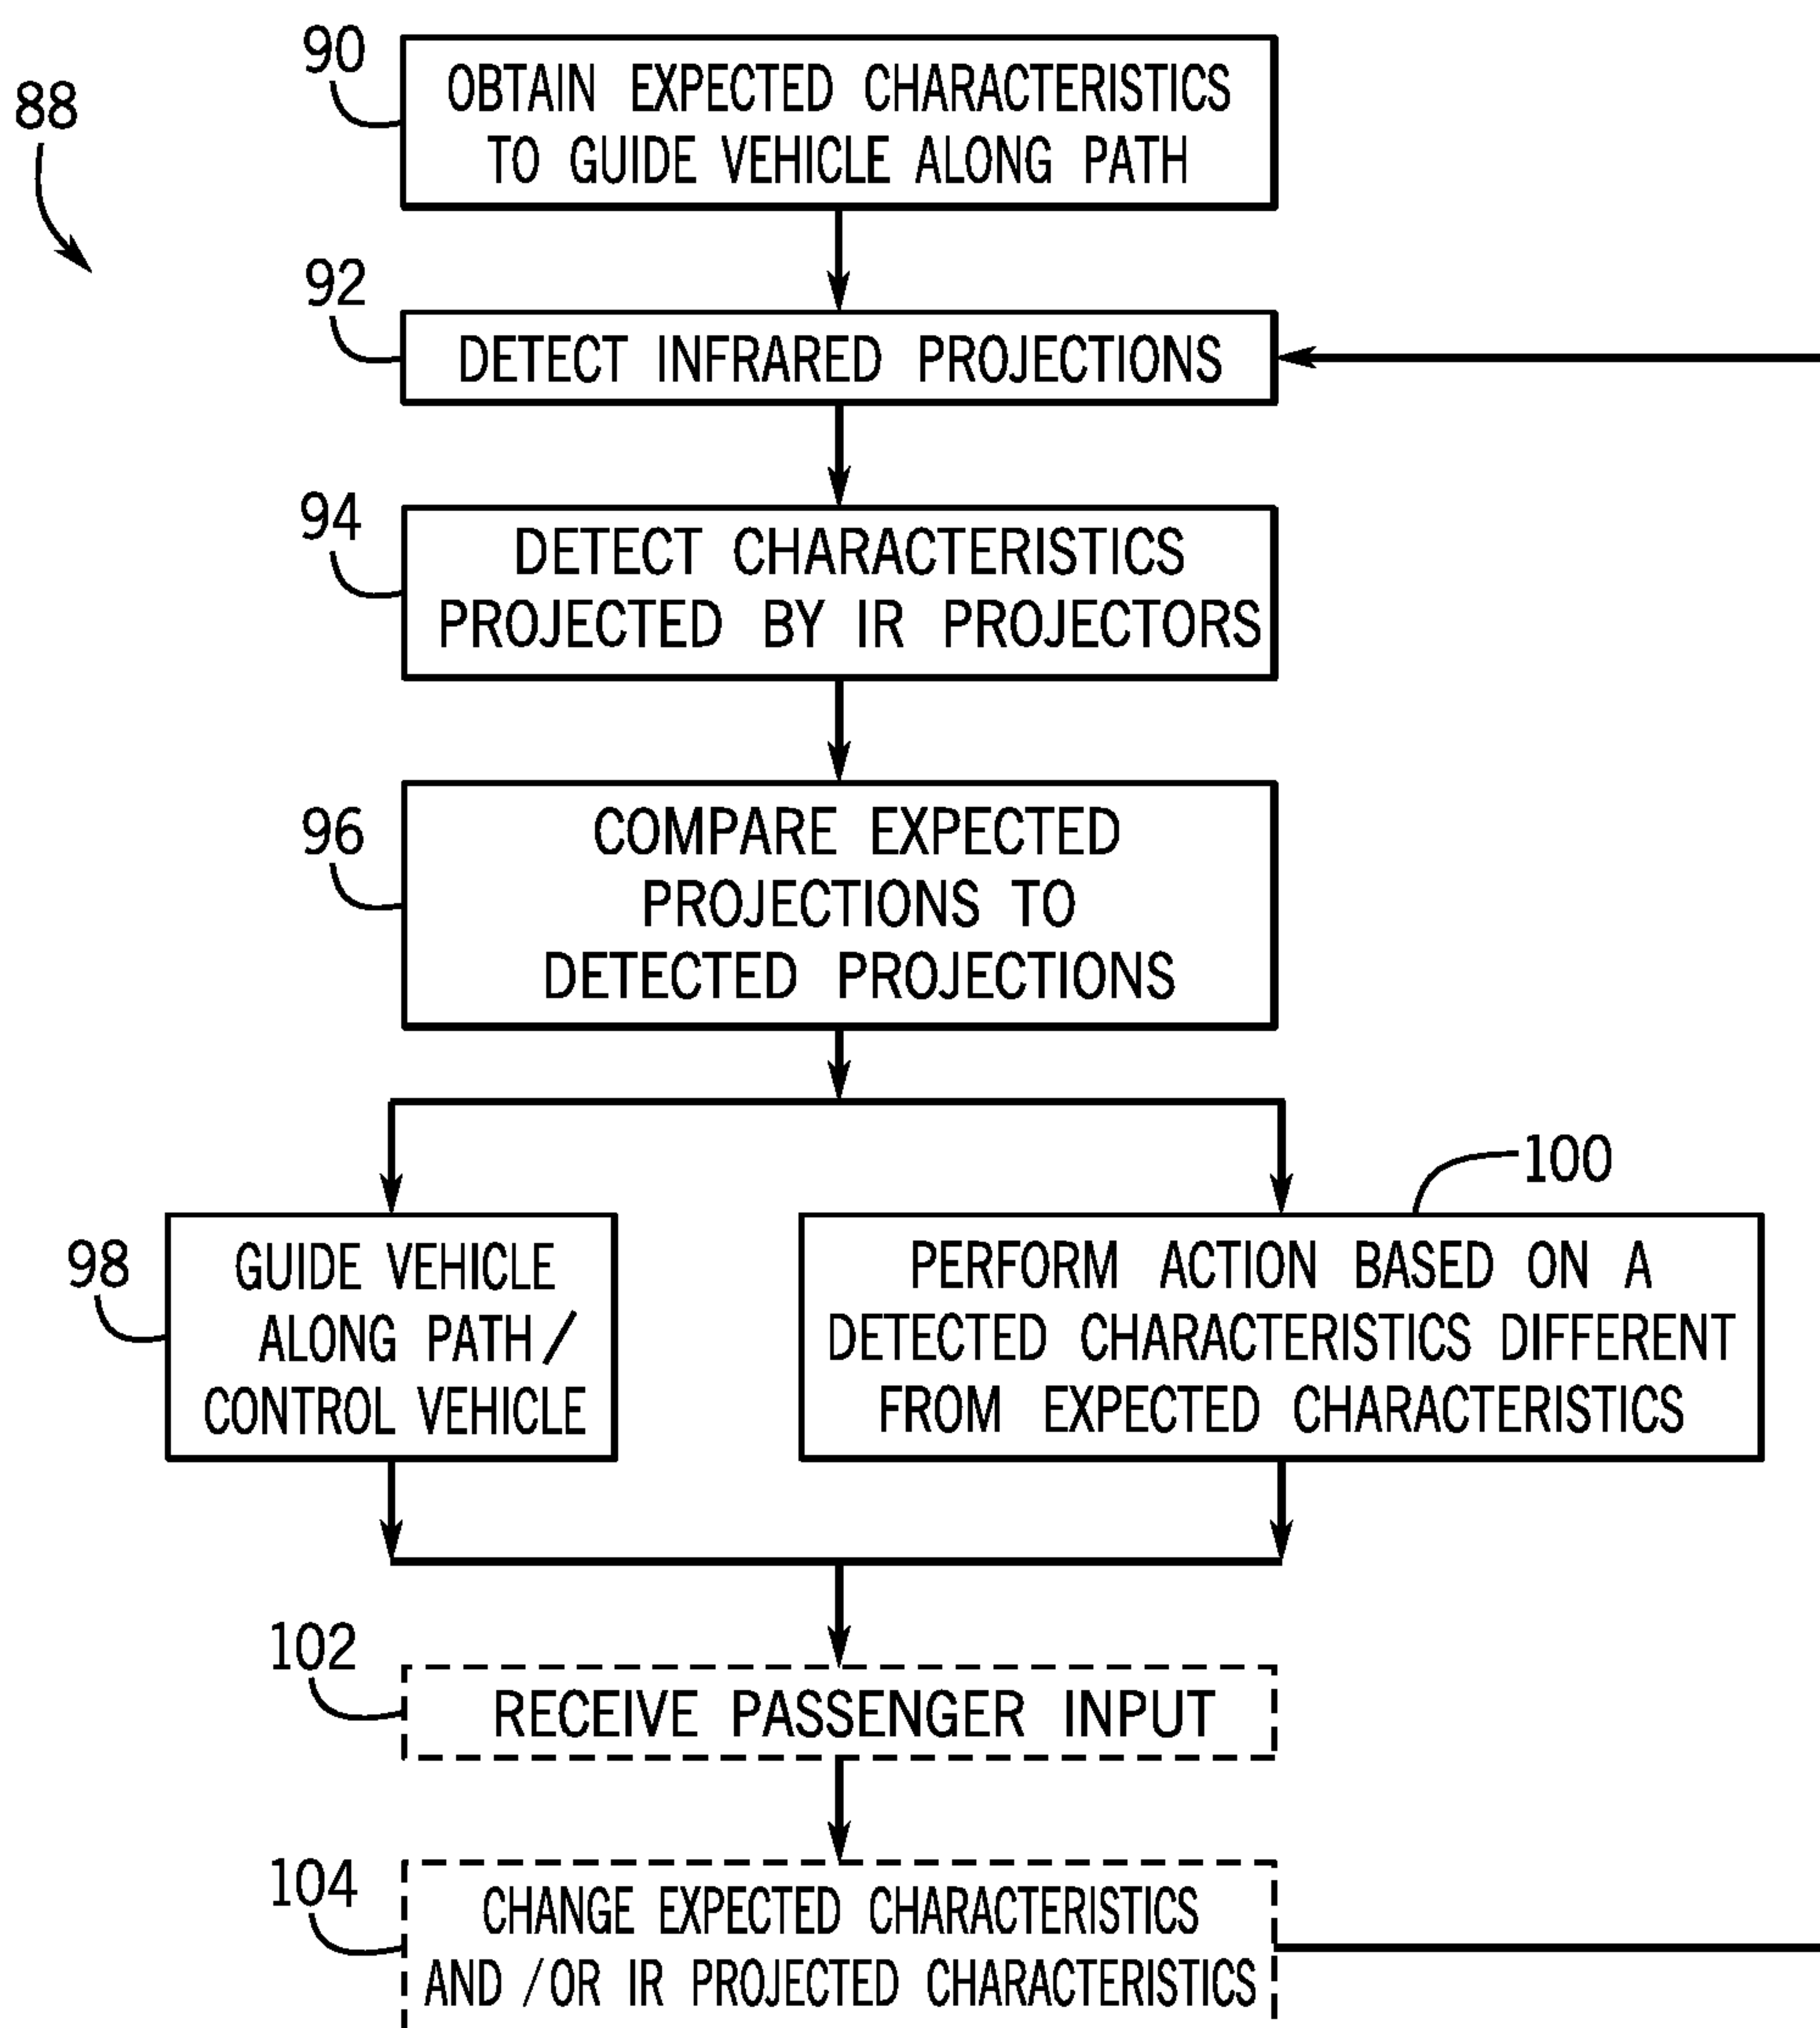 88
90
OBTAIN EXPECTED CHARACTERISTICS
TO GUIDE VEHICLE ALONG PATH
92
DETECT INFRARED PROJECTIONS
94
DETECT CHARACTERISTICS
PROJECTED BY IR PROJECTORS
96
COMPARE EXPECTED
PROJECTIONS TO
DETECTED PROJECTIONS
98
GUIDE VEHICLE
ALONG PATH/
CONTROL VEHICLE
100
PERFORM ACTION BASED ON A
DETECTED CHARACTERISTICS DIFFERENT
FROM EXPECTED CHARACTERISTICS
102
RECEIVE PASSENGER INPUT
104
CHANGE EXPECTED CHARACTERISTICS
AND /OR IR PROJECTED CHARACTERISTICS